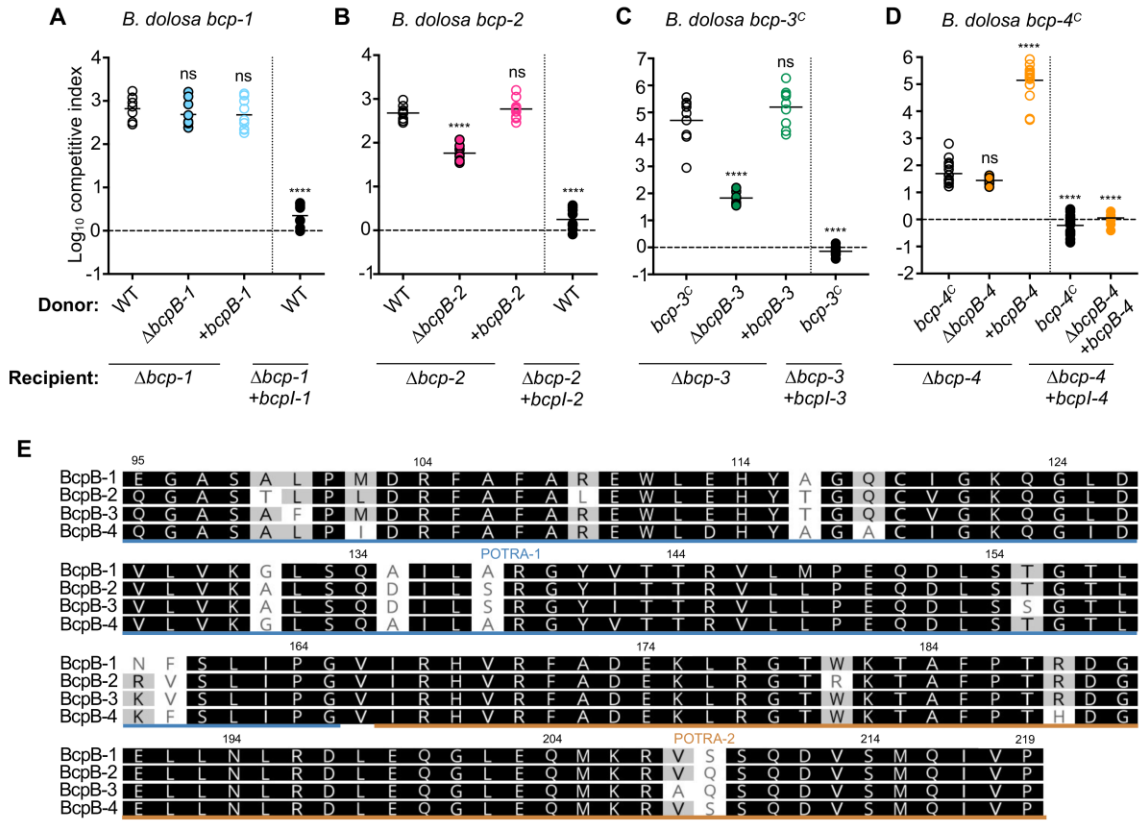 A B. dolosa bcp-1
B B. dolosa bcp-2
C B. dolosa bcp-3ᶜ
D B. dolosa bcp-4ᶜ
Log₁₀ competitive index
4
3
2
1
0
-1
ns
ns
****
4
3
2
1
0
-1
****
ns
****
7
6
5
4
3
2
1
0
-1
****
ns
****
6
5
4
3
2
1
0
-1
-2
ns
****
****
****
Donor:
WT
ΔbcpB-1
+bcpB-1
WT
WT
ΔbcpB-2
+bcpB-2
WT
bcp-3ᶜ
ΔbcpB-3
+bcpB-3
bcp-3ᶜ
bcp-4ᶜ
ΔbcpB-4
+bcpB-4
bcp-4ᶜ
ΔbcpB-4
+bcpB-4
Recipient:
Δbcp-1
Δbcp-1
+bcpI-1
Δbcp-2
Δbcp-2
+bcpI-2
Δbcp-3
Δbcp-3
+bcpI-3
Δbcp-4
Δbcp-4
+bcpI-4
E
95 104 114 124
BcpB-1 E G A S A L P M D R F A F A R E W L E H Y A G Q C I G K Q G L D
BcpB-2 Q G A S T L P L D R F A F A L E W L E H Y T G Q C V G K Q G L D
BcpB-3 Q G A S A F P M D R F A F A R E W L E H Y T G Q C V G K Q G L D
BcpB-4 Q G A S A L P I D R F A F A R E W L D H Y A G A C I G K Q G I D
134 POTRA-1 144 154
BcpB-1 V L V K G L S Q A I L A R G Y V T T R V L M P E Q D L S T G T L
BcpB-2 V L V K A L S Q D I L S R G Y I T T R V L L P E Q D L S T G T L
BcpB-3 V L V K A L S Q D I L S R G Y I T T R V L L P E Q D L S S G T L
BcpB-4 V L V K G L S Q A I L A R G Y V T T R V L L P E Q D L S T G T L
164 174 184
BcpB-1 N F S L I P G V I R H V R F A D E K L R G T W K T A F P T R D G
BcpB-2 R V S L I P G V I R H V R F A D E K L R G T R K T A F P T R D G
BcpB-3 K V S L I P G V I R H V R F A D E K L R G T W K T A F P T R D G
BcpB-4 K F S L I P G V I R H V R F A D E K L R G T W K T A F P T H D G
194 204 POTRA-2 214 219
BcpB-1 E L L N L R D L E Q G L E Q M K R V S S Q D V S M Q I V P
BcpB-2 E L L N L R D L E Q G L E Q M K R V Q S Q D V S M Q I V P
BcpB-3 E L L N L R D L E Q G L E Q M K R A Q S Q D V S M Q I V P
BcpB-4 E L L N L R D L E Q G L E Q M K R V S S Q D V S M Q I V P